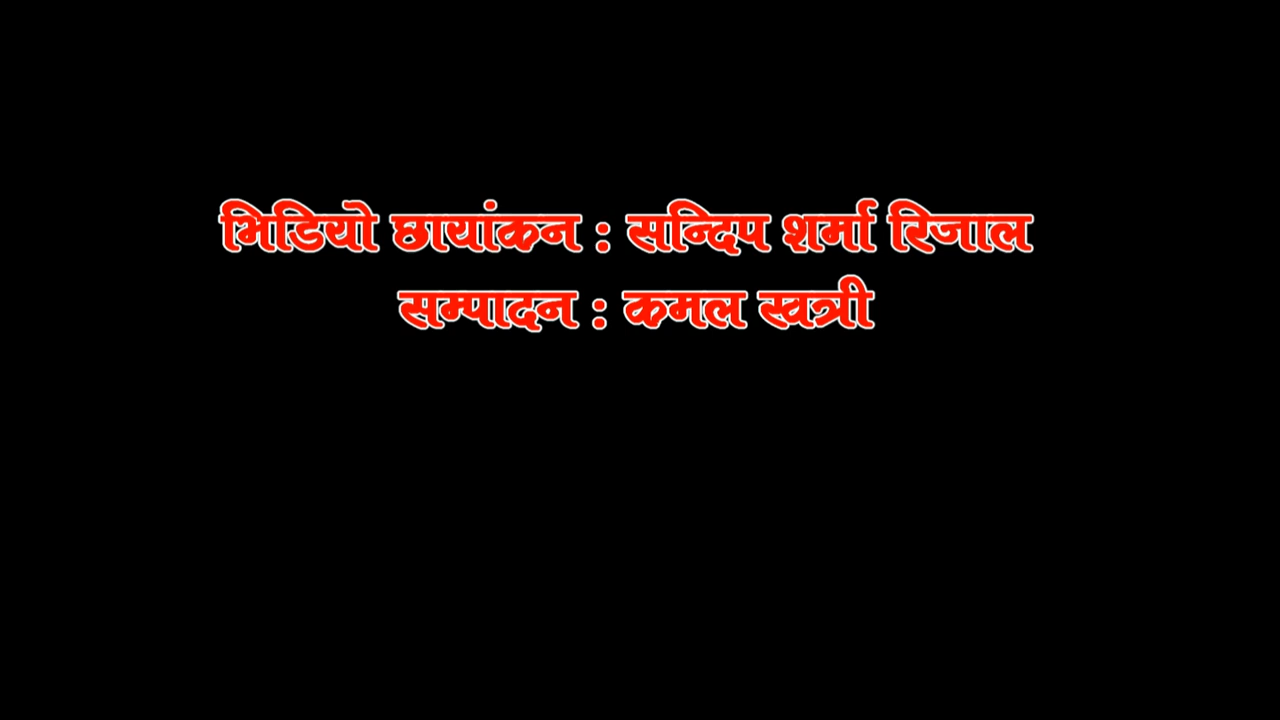 भिडियो छायांकन : सन्दिप शर्मा रिजाल
सम्पादन : कमल खत्री